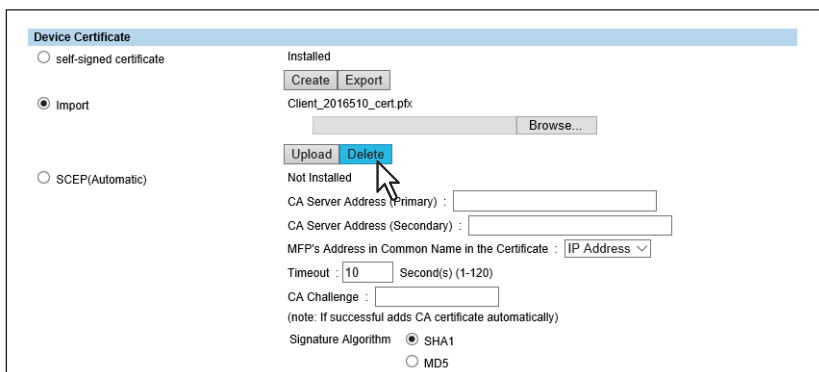 Device Certificate
self-signed certificate Installed
Create Export
Import Client_2016510_cert.pfx
Browse...
Upload Delete
SCEP(Automatic) Not Installed
CA Server Address (Primary) :
CA Server Address (Secondary) :
MFP's Address in Common Name in the Certificate : IP Address
Timeout : 10 Second(s) (1-120)
CA Challenge :
(note: If successful adds CA certificate automatically)
Signature Algorithm SHA1
MD5